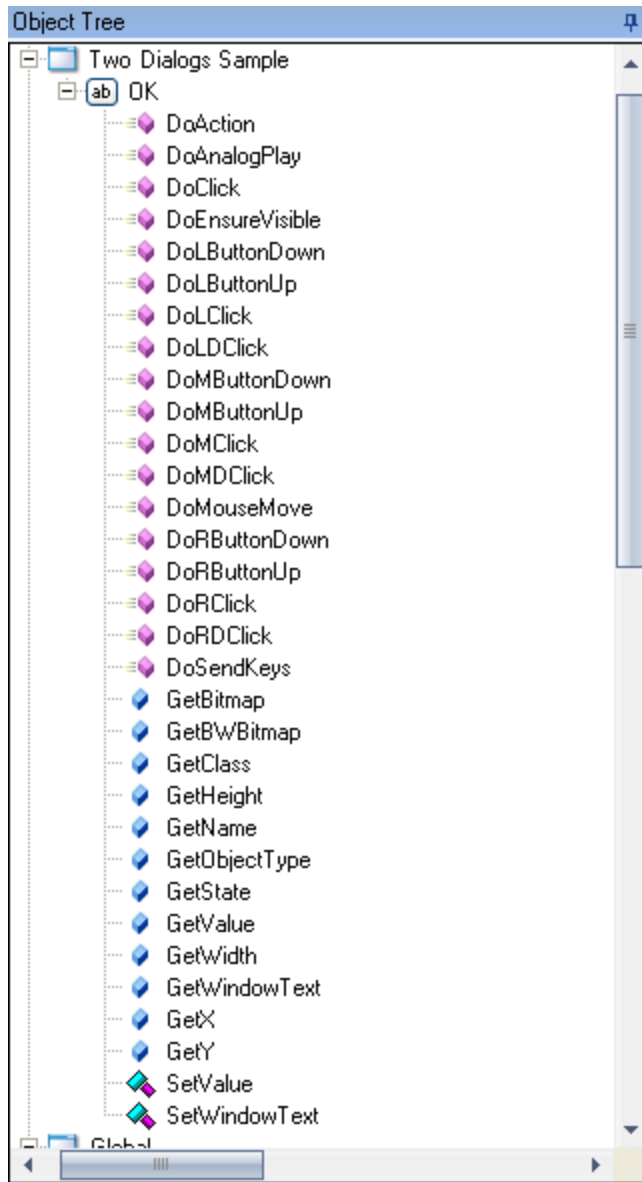 Object Tree
Two Dialogs Sample
ab OK
DoAction
DoAnalogPlay
DoClick
DoEnsureVisible
DoLButtonDown
DoLButtonUp
DoLClick
DoLDClick
DoMButtonDown
DoMButtonUp
DoMClick
DoMDClick
DoMouseMove
DoRButtonDown
DoRButtonUp
DoRClick
DoRDClick
DoSendKeys
GetBitmap
GetBWBitmap
GetClass
GetHeight
GetName
GetObjectType
GetState
GetValue
GetWidth
GetWindowText
GetX
GetY
SetValue
SetWindowText
Global